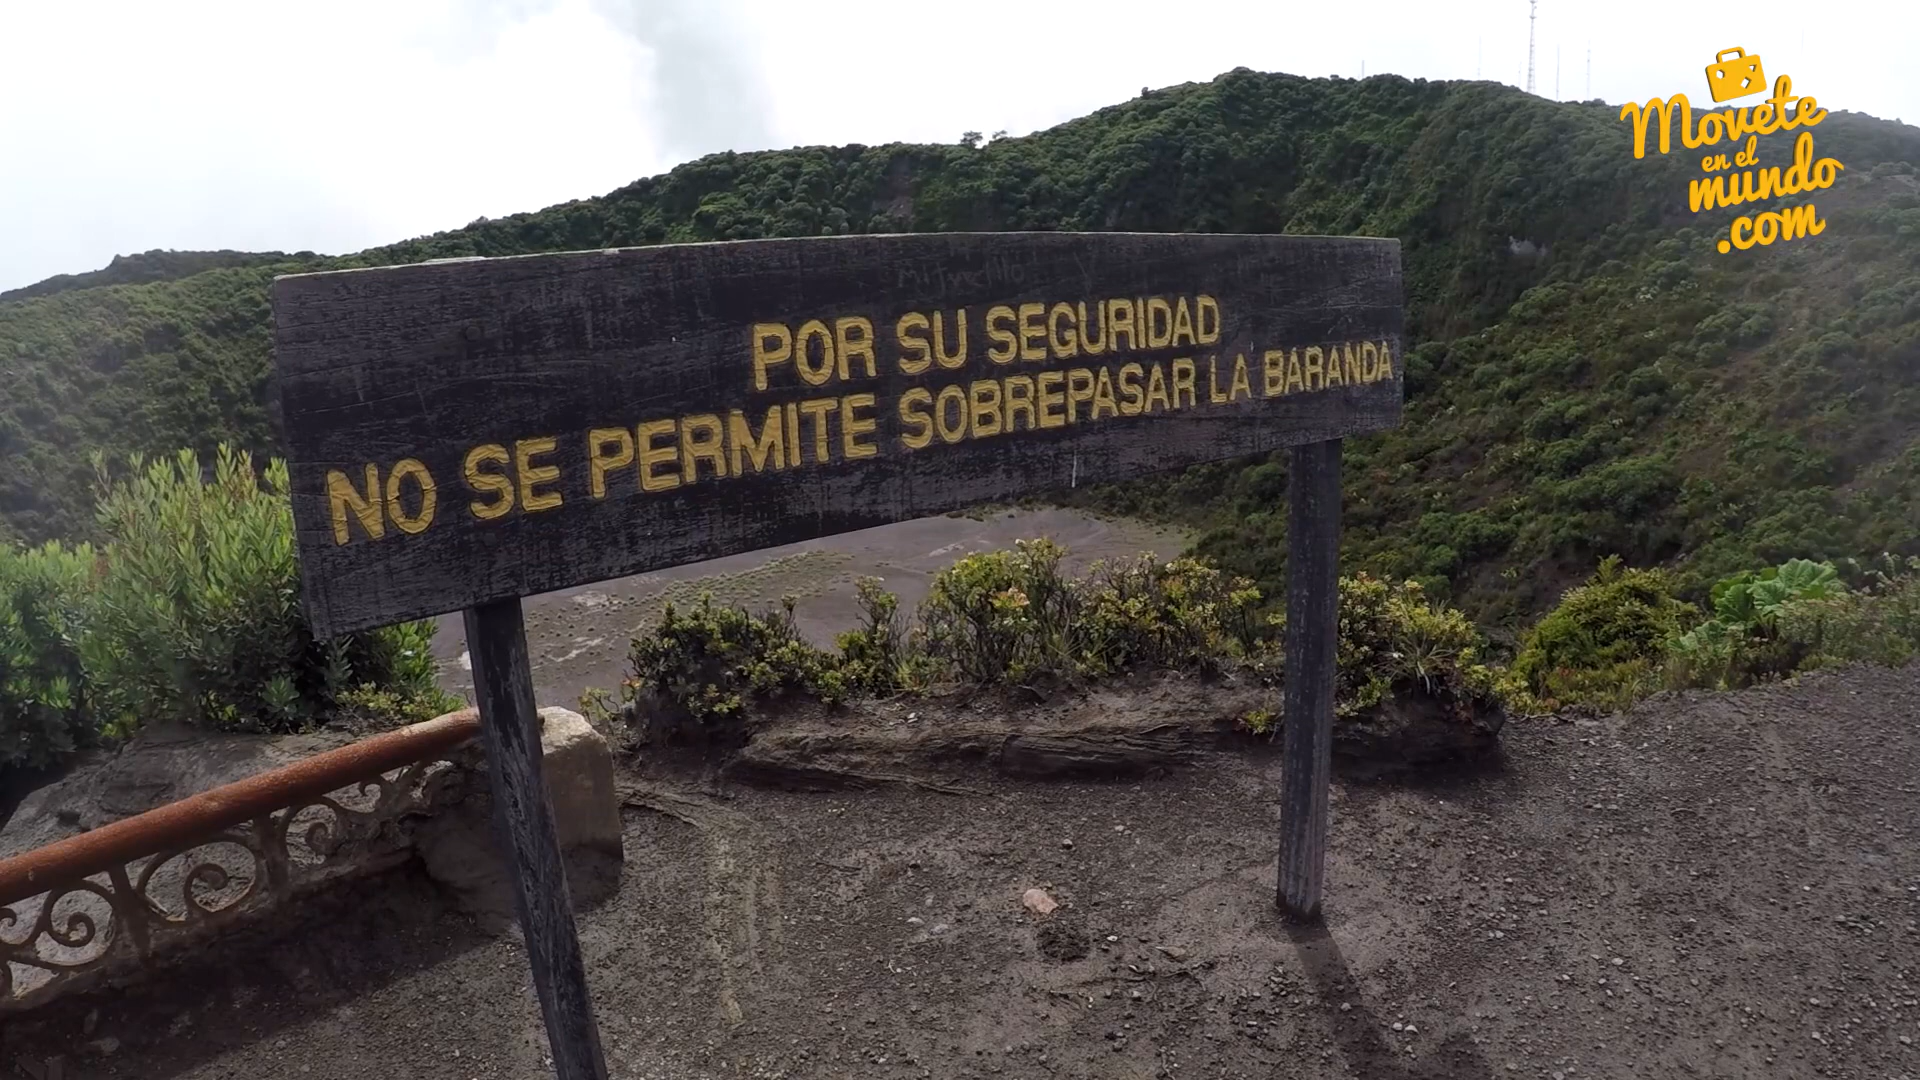 POR SU SEGURIDAD
NO SE PERMITE SOBREPASAR LA BARANDA
Movete
en el
mundo
.com